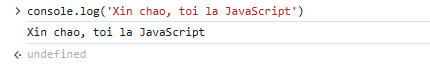 console.log('Xin chao, toi la JavaScript')
Xin chao, toi la JavaScript
undefined